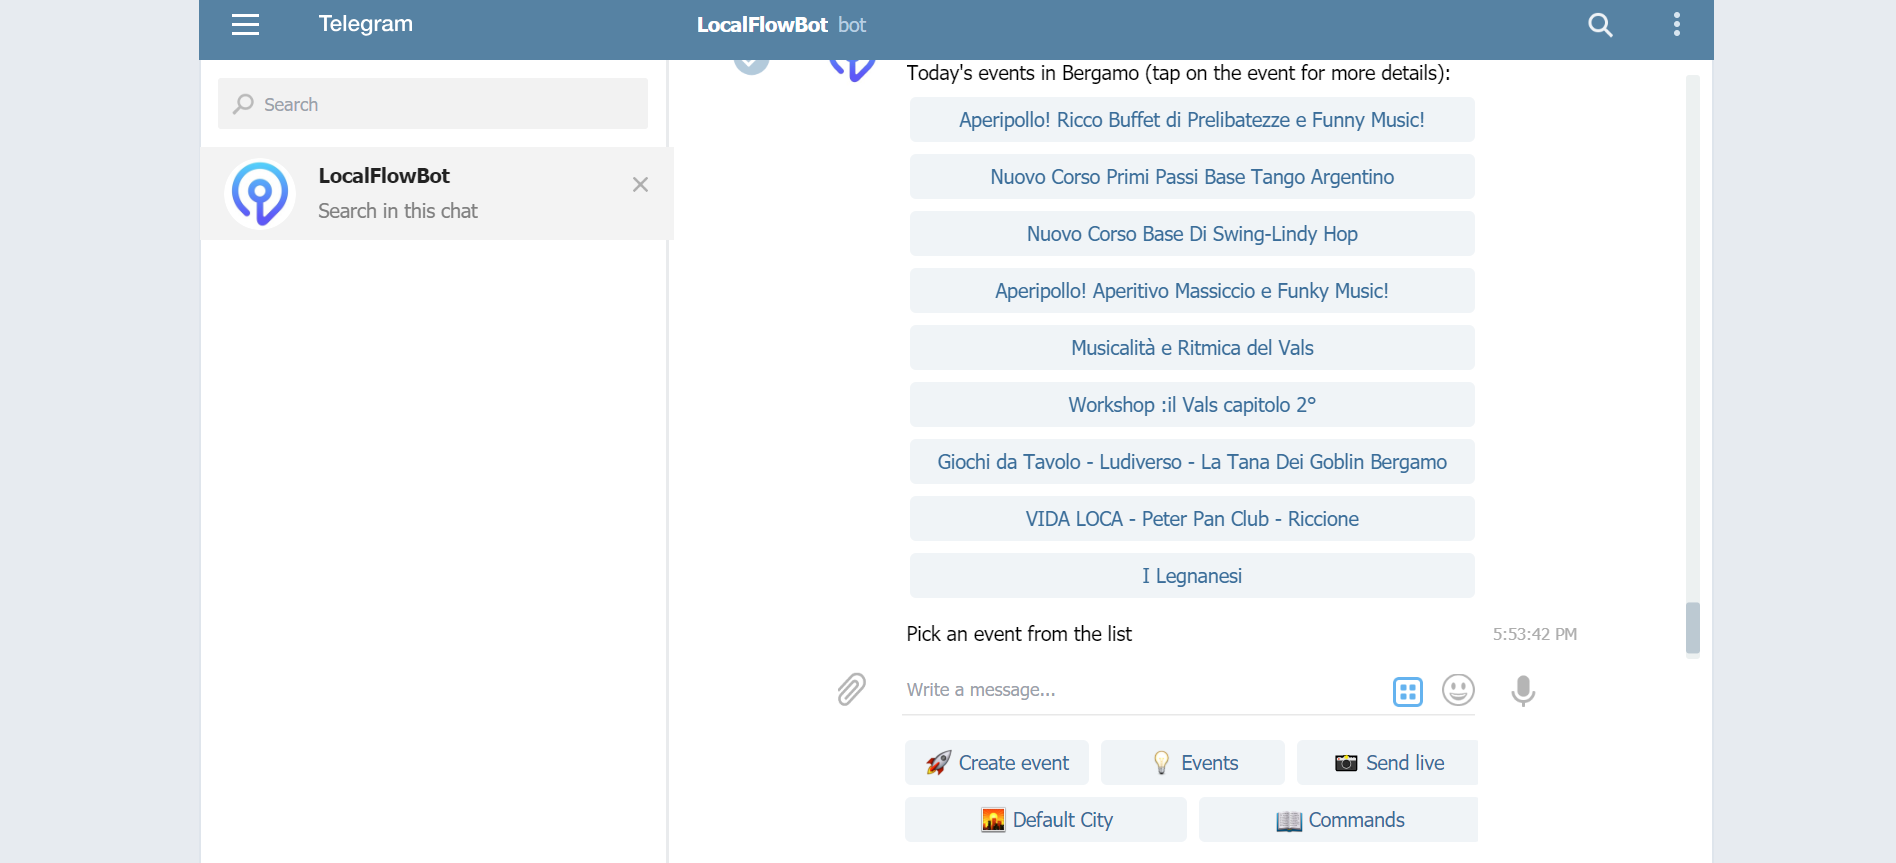 Telegram
LocalFlowBot bot
Search
LocalFlowBot
Search in this chat
Today's events in Bergamo (tap on the event for more details):
Aperipollo! Ricco Buffet di Prelibatezze e Funny Music!
Nuovo Corso Primi Passi Base Tango Argentino
Nuovo Corso Base Di Swing-Lindy Hop
Aperipollo! Aperitivo Massiccio e Funky Music!
Musicalità e Ritmica del Vals
Workshop :il Vals capitolo 2°
Giochi da Tavolo - Ludiverso - La Tana Dei Goblin Bergamo
VIDA LOCA - Peter Pan Club - Riccione
I Legnanesi
Pick an event from the list 5:53:42 PM
Write a message...
Create event Events Send live
Default City Commands